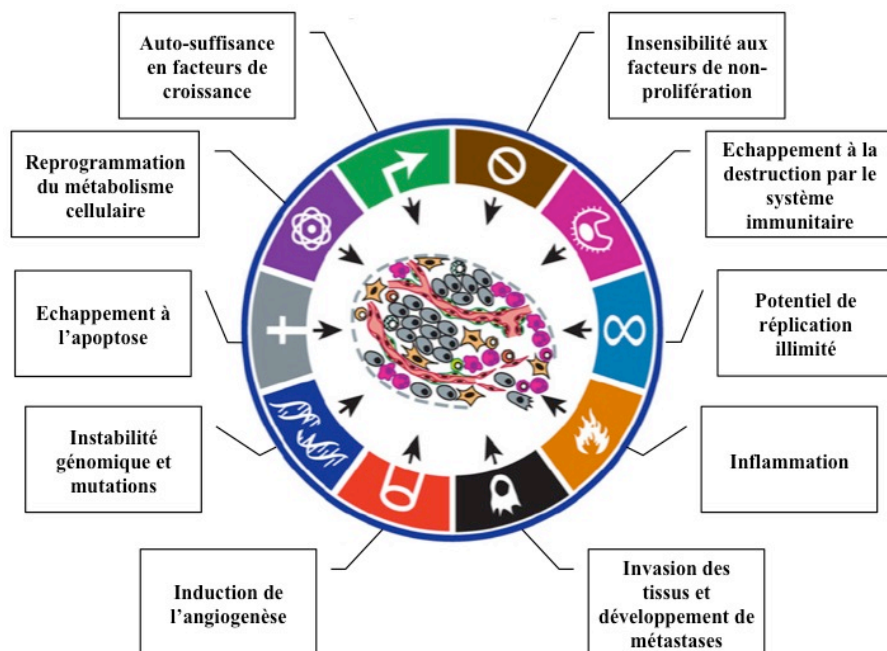 Auto-suffisance
en facteurs de
croissance
Insensibilité aux
facteurs de non-
prolifération
Reprogrammation
du métabolisme
cellulaire
Echappement à la
destruction par le
système
immunitaire
Echappement à
l’apoptose
Potentiel de
réplication
illimité
Instabilité
génomique et
mutations
Inflammation
Induction de
l’angiogenèse
Invasion des
tissus et
développement de
métastases